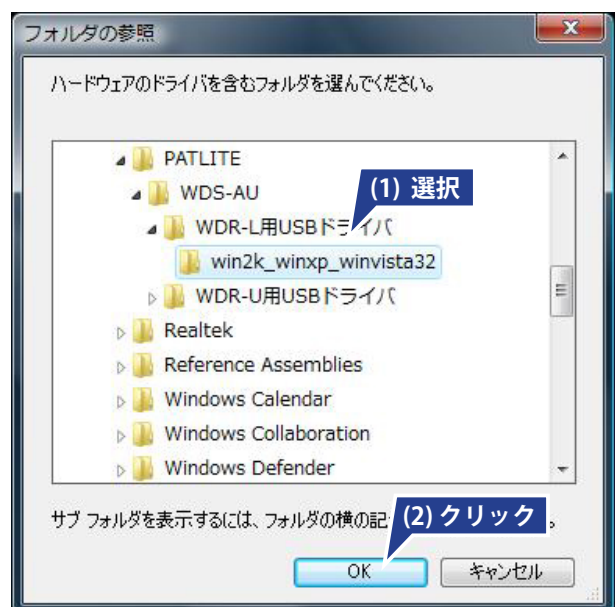 フォルダの参照
ハードウェアのドライバを含むフォルダを選んでください。
PATLITE
WDS-AU
(1) 選択
WDR-L用USBドライバ
win2k_winxp_winvista32
WDR-U用USBドライバ
Realtek
Reference Assemblies
Windows Calendar
Windows Collaboration
Windows Defender
サブ フォルダを表示するには、フォルダの横の記
(2) クリック
。
OK
キャンセル